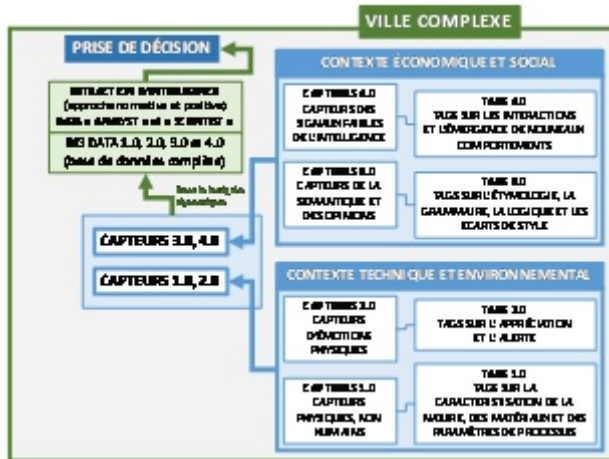 VILLE COMPLEXE
PRISE DE DÉCISION
(approche normative et positive)
BIG DATA 1.0, 2.0, 3.0 et 4.0
(base de données complète)
CAPTEURS 3.0, 4.0
CAPTEURS 1.0, 2.0
CONTEXTE ÉCONOMIQUE ET SOCIAL
CAPTEURS 4.0
CAPTEURS DES
SIGNAUX FAIBLES
DE L'INTELLIGENCE
TAGS 4.0
TAGS SUR LES INTERACTIONS
ET L'ÉMERGENCE DE NOUVEAUX
COMPORTEMENTS
CAPTEURS 3.0
CAPTEURS DE LA
SÉMANTIQUE ET
DES OPINIONS
TAGS 3.0
TAGS SUR L'ÉTYMOLOGIE, LA
GRAMMAIRE, LA LOGIQUE ET LES
ÉCARTS DE STYLE
CONTEXTE TECHNIQUE ET ENVIRONNEMENTAL
CAPTEURS 2.0
CAPTEURS
D'ÉMOTIONS
PHYSIQUES
TAGS 2.0
TAGS SUR L'APPRÉCIATION
ET L'ALERTE
CAPTEURS 1.0
CAPTEURS
PHYSIQUES, NON
HUMAINS
TAGS 1.0
TAGS SUR LA
CARACTÉRISATION DE LA
NATURE, DES MATÉRIAUX ET DES
PARAMÈTRES DE PROCESSUS